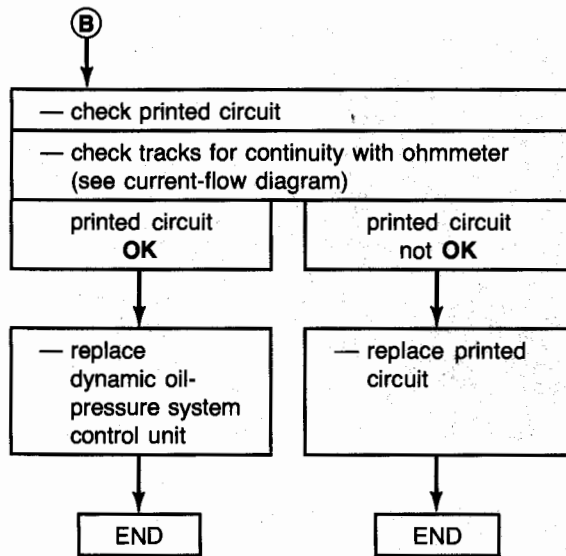 B
— check printed circuit
— check tracks for continuity with ohmmeter
(see current-flow diagram)
printed circuit
OK
printed circuit
not OK
— replace
dynamic oil-
pressure system
control unit
— replace printed
circuit
END
END